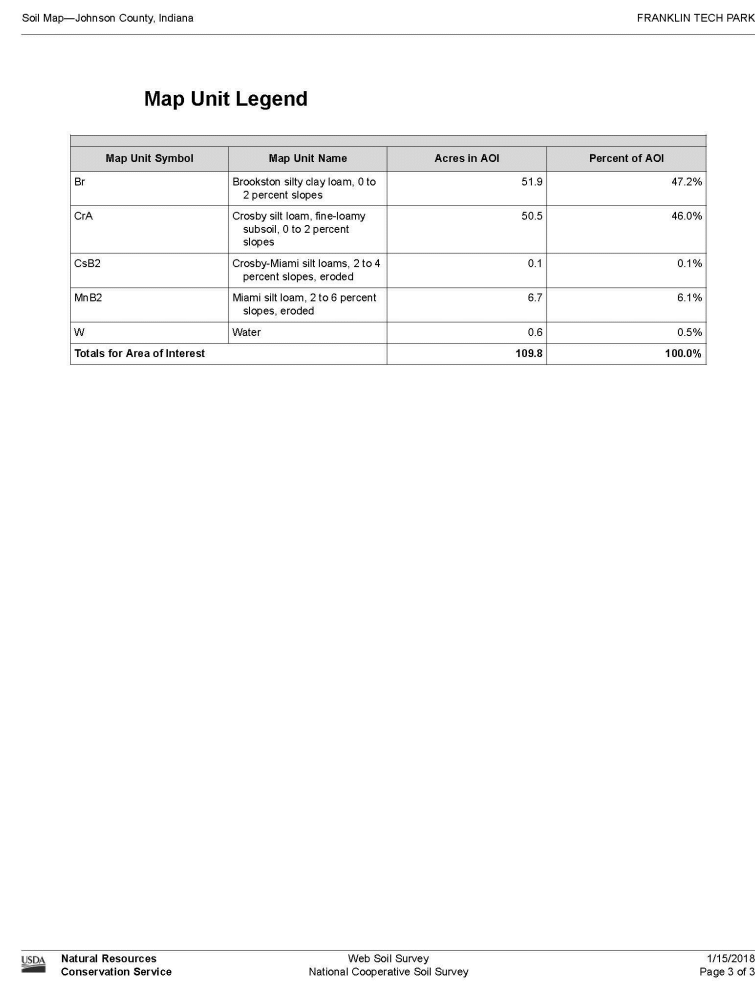 Soil Map—Johnson County, Indiana
FRANKLIN TECH PARK
Map Unit Legend
Map Unit Symbol Map Unit Name Acres in AOI Percent of AOI
Br Brookston silty clay loam, 0 to 51.9 47.2%
2 percent slopes
CrA Crosby silt loam, fine-loamy 50.5 46.0%
subsoil, 0 to 2 percent
slopes
CsB2 Crosby-Miami silt loams, 2 to 4 0.1 0.1%
percent slopes, eroded
MnB2 Miami silt loam, 2 to 6 percent 6.7 6.1%
slopes, eroded
W Water 0.6 0.5%
Totals for Area of Interest 109.8 100.0%
USDA Natural Resources
Conservation Service
Web Soil Survey
National Cooperative Soil Survey
1/15/2018
Page 3 of 3